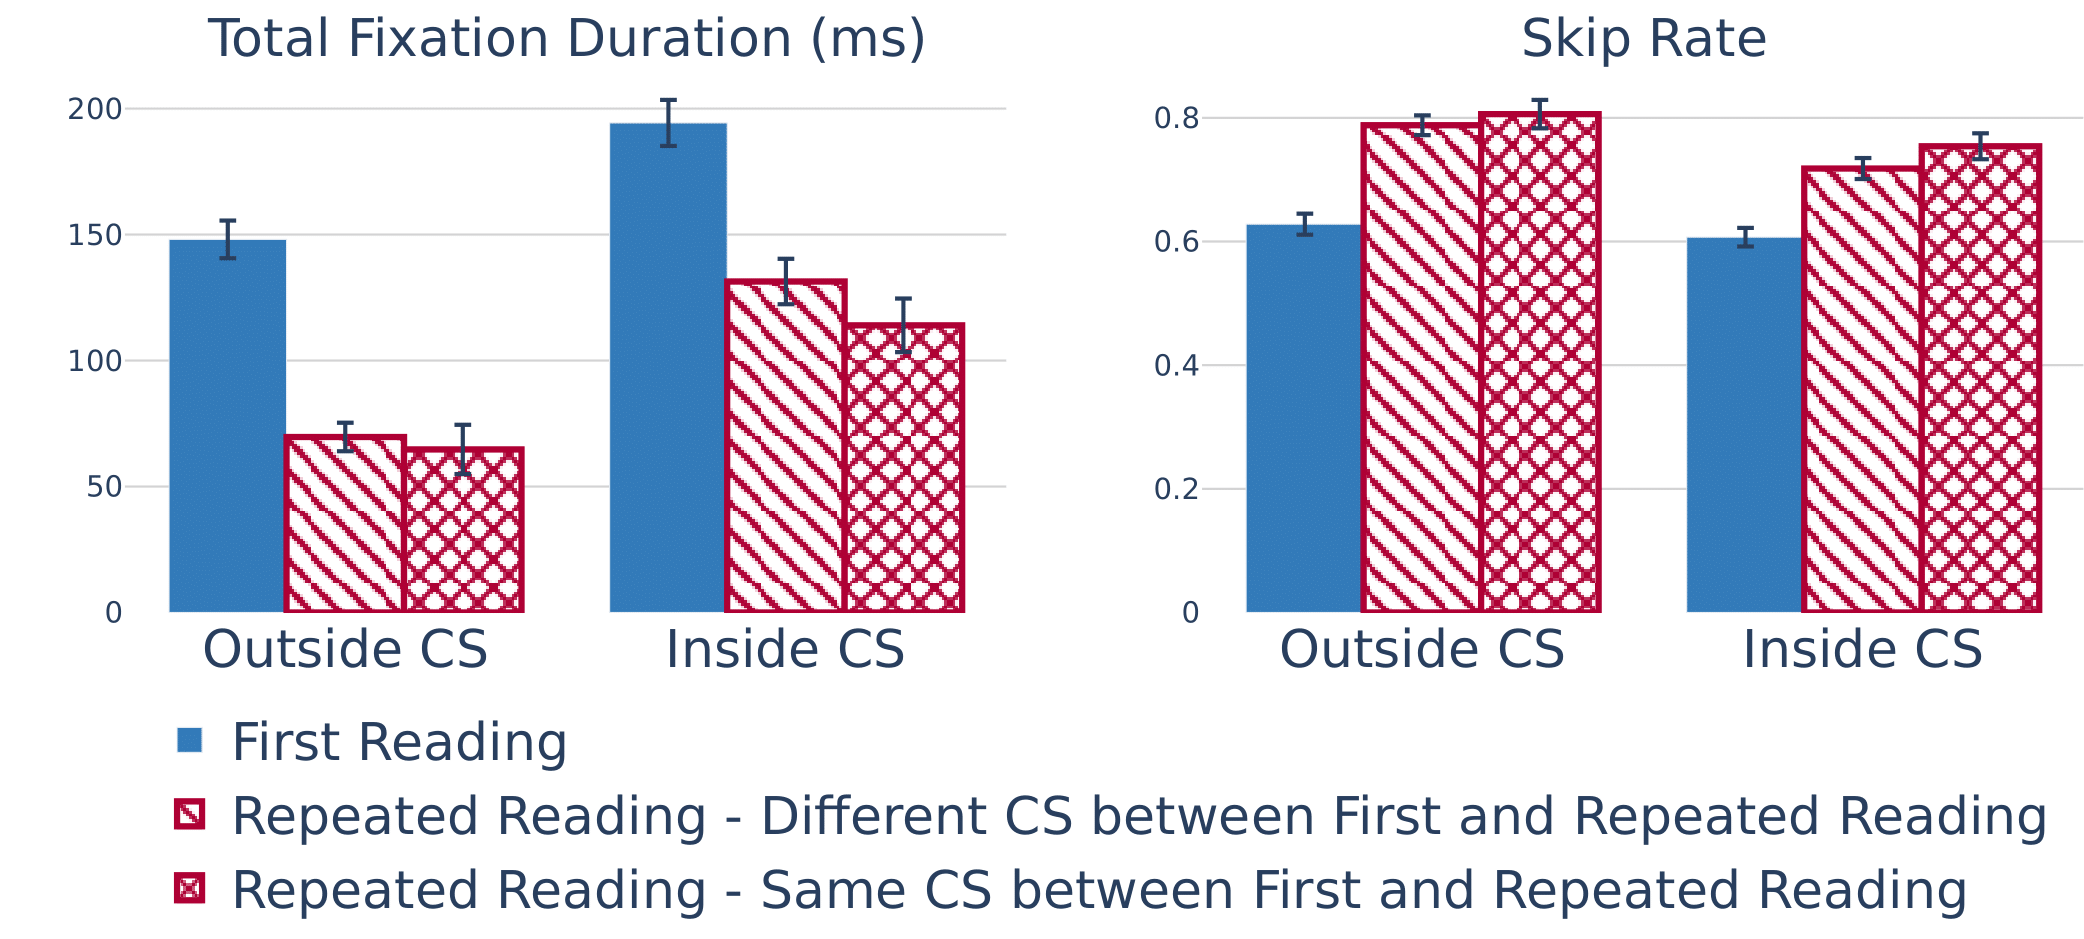 Total Fixation Duration (ms)
200
150
100
50
0
Outside CS
Inside CS
Skip Rate
0.8
0.6
0.4
0.2
0
Outside CS
Inside CS
First Reading
Repeated Reading - Different CS between First and Repeated Reading
Repeated Reading - Same CS between First and Repeated Reading